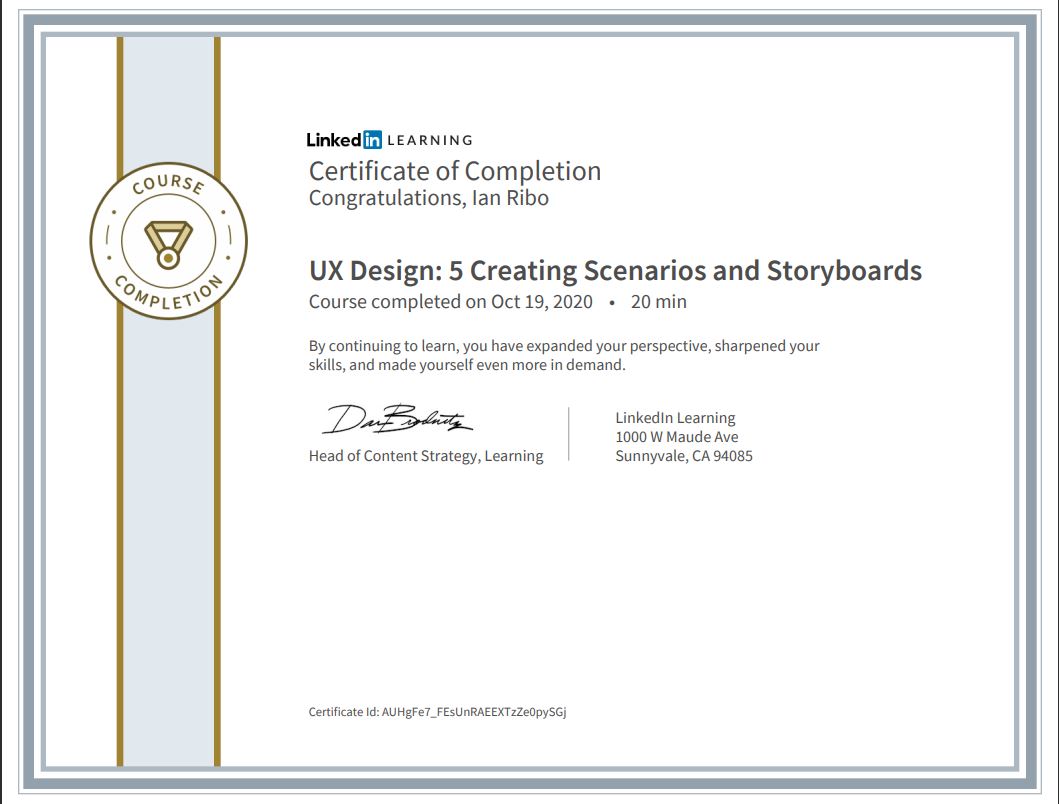 COURSE
COMPLETION
Linked in LEARNING
Certificate of Completion
Congratulations, Ian Ribo
UX Design: 5 Creating Scenarios and Storyboards
Course completed on Oct 19, 2020 • 20 min
By continuing to learn, you have expanded your perspective, sharpened your
skills, and made yourself even more in demand.
Head of Content Strategy, Learning
LinkedIn Learning
1000 W Maude Ave
Sunnyvale, CA 94085
Certificate Id: AUHgFe7_FEsUnRAEEXTzZe0pySGj